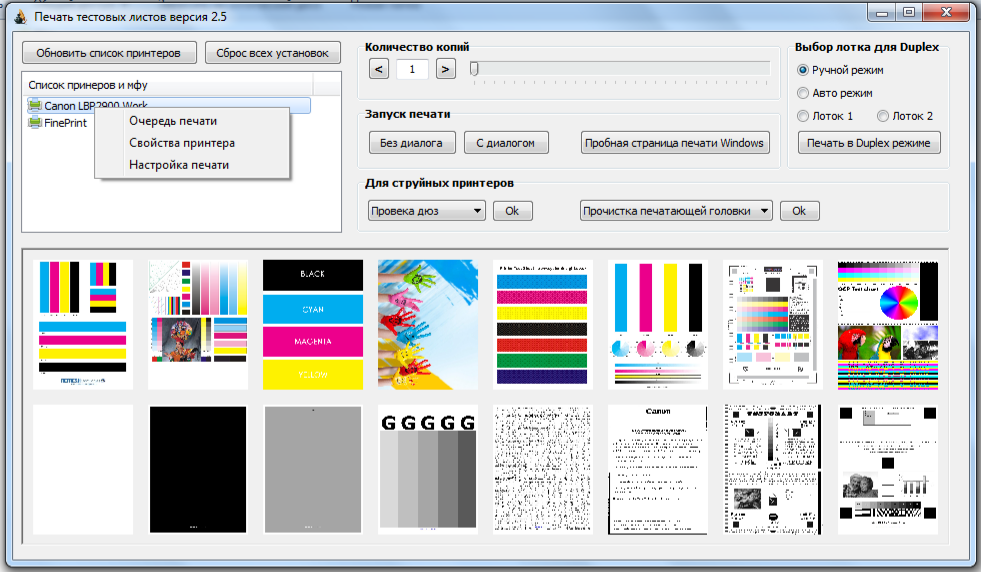 Печать тестовых листов версия 2.5
Обновить список принтеров
Сброс всех установок
Список принеров и мфу
Canon LBP2900 Work
FinePrint
Очередь печати
Свойства принтера
Настройка печати
Количество копий
<
1
>
Запуск печати
Без диалога
С диалогом
Пробная страница печати Windows
Выбор лотка для Duplex
Ручной режим
Авто режим
Лоток 1
Лоток 2
Печать в Duplex режиме
Для струйных принтеров
Провека дюз
Ok
Прочистка печатающей головки
Ok
BLACK
CYAN
MAGENTA
YELLOW
OCP Test chart
G G G G G
Canon